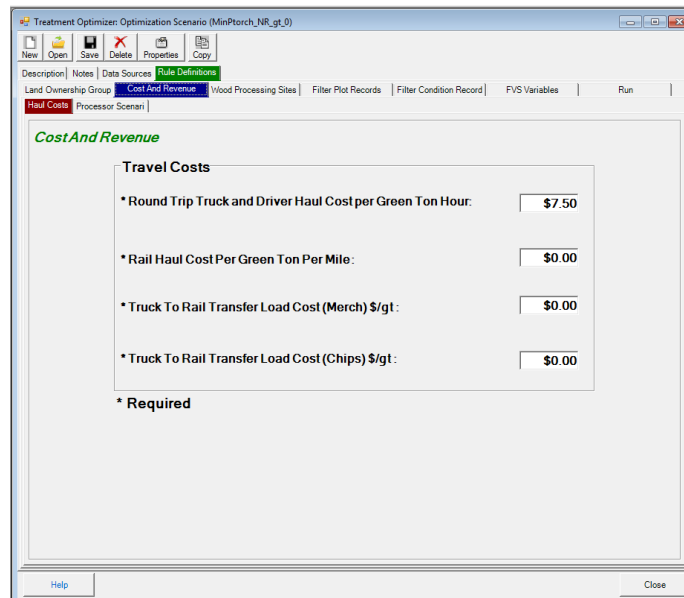 Treatment Optimizer: Optimization Scenario (MinPtorch_NR_gt_0)
New Open Save Delete Properties Copy
Description Notes Data Sources Rule Definitions
Land Ownership Group Cost And Revenue Wood Processing Sites Filter Plot Records Filter Condition Record FVS Variables Run
Haul Costs Processor Scenari
Cost And Revenue
Travel Costs
* Round Trip Truck and Driver Haul Cost per Green Ton Hour: $7.50
* Rail Haul Cost Per Green Ton Per Mile: $0.00
* Truck To Rail Transfer Load Cost (Merch) $/gt: $0.00
* Truck To Rail Transfer Load Cost (Chips) $/gt: $0.00
* Required
Help Close